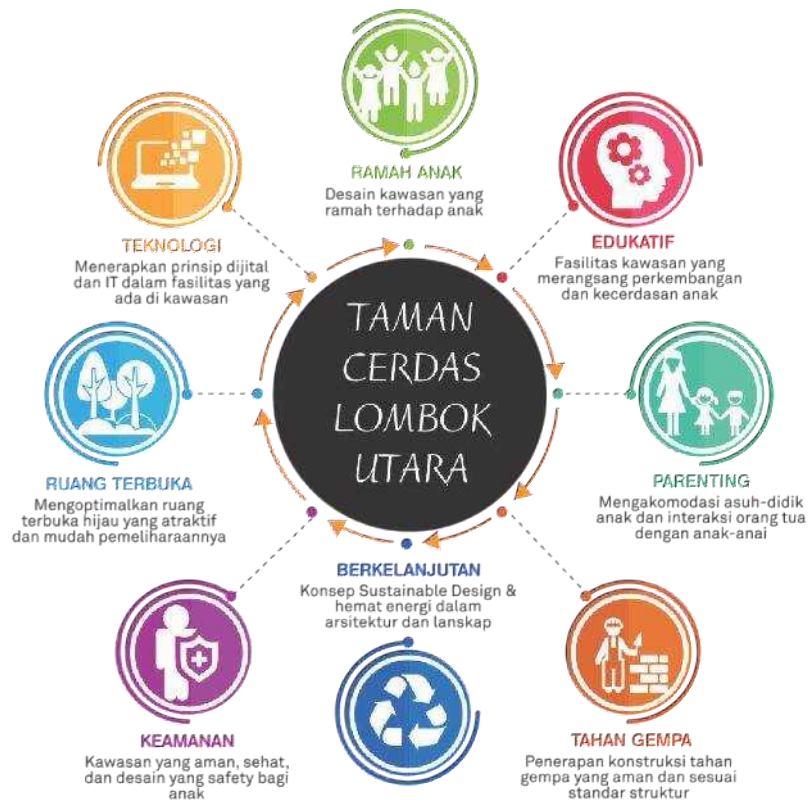 TAMAN
CERDAS
LOMBOK
UTARA
RAMAH ANAK
Desain kawasan yang
ramah terhadap anak
EDUKATIF
Fasilitas kawasan yang
merangsang perkembangan
dan kecerdasan anak
PARENTING
Mengakomodasi asuh-didik
anak dan interaksi orang tua
dengan anak-anai
TAHAN GEMPA
Penerapan konstruksi tahan
gempa yang aman dan sesuai
standar struktur
BERKELANJUTAN
Konsep Sustainable Design &
hemat energi dalam
arsitektur dan lanskap
KEAMANAN
Kawasan yang aman, sehat,
dan desain yang safety bagi
anak
RUANG TERBUKA
Mengoptimalkan ruang
terbuka hijau yang atraktif
dan mudah pemeliharaannya
TEKNOLOGI
Menerapkan prinsip dijital
dan IT dalam fasilitas yang
ada di kawasan